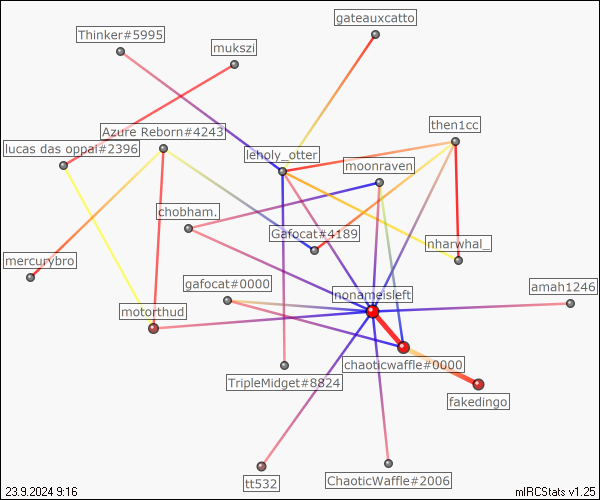 gateauxcatto
Thinker#5995
mukszi
then1cc
Azure Reborn#4243
lucas das oppai#2396
leholy_otter
moonraven
chobham.
Gafocat#4189
nharwhal_
mercurybro
gafocat#0000
nonameisleft
amah1246
motorthud
chaoticwaffle#0000
TripleMidget#8824
fakedingo
tt532
ChaoticWaffle#2006
23.9.2024 9:16
mIRCStats v1.25